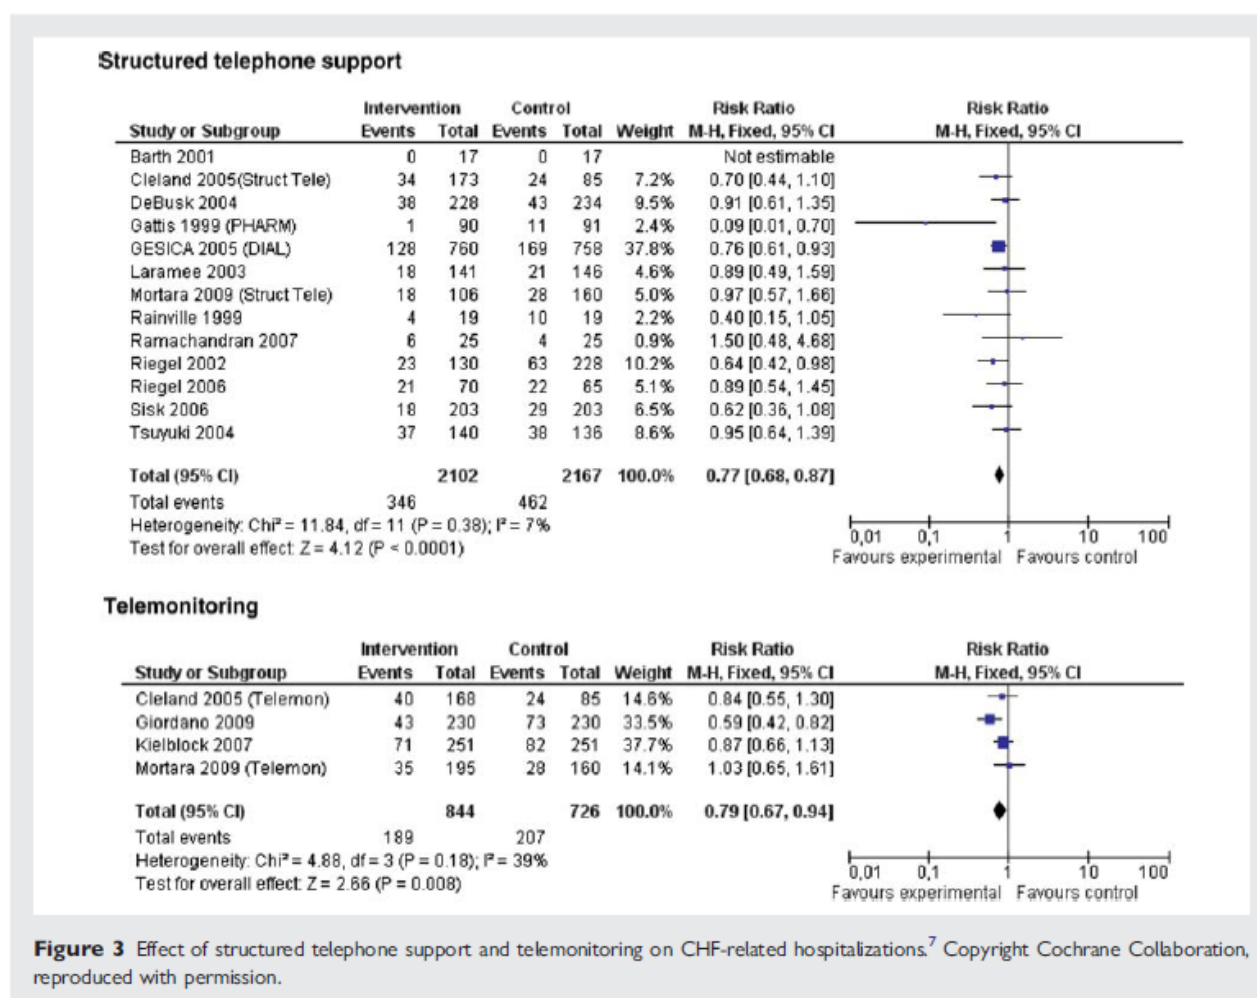 Structured telephone support
Intervention Control Risk Ratio Risk Ratio
Study or Subgroup Events Total Events Total Weight M-H, Fixed, 95% CI M-H, Fixed, 95% CI
Barth 2001 0 17 0 17 Not estimable
Cleland 2005(Struct Tele) 34 173 24 85 7.2% 0.70 [0.44, 1.10]
DeBusk 2004 38 228 43 234 9.5% 0.91 [0.61, 1.35]
Gattis 1999 (PHARM) 1 90 11 91 2.4% 0.09 [0.01, 0.70]
GESICA 2005 (DIAL) 128 760 169 758 37.8% 0.76 [0.61, 0.93]
Laramee 2003 18 141 21 146 4.6% 0.89 [0.49, 1.59]
Mortara 2009 (Struct Tele) 18 106 28 160 5.0% 0.97 [0.57, 1.66]
Rainville 1999 4 19 10 19 2.2% 0.40 [0.15, 1.05]
Ramachandran 2007 6 25 4 25 0.9% 1.50 [0.48, 4.68]
Riegel 2002 23 130 63 228 10.2% 0.64 [0.42, 0.98]
Riegel 2006 21 70 22 65 5.1% 0.89 [0.54, 1.45]
Sisk 2006 18 203 29 203 6.5% 0.62 [0.36, 1.08]
Tsuyuki 2004 37 140 38 136 8.6% 0.95 [0.64, 1.39]
Total (95% CI) 2102 2167 100.0% 0.77 [0.68, 0.87]
Total events 346 462
Heterogeneity: Chi² = 11.84, df = 11 (P = 0.38); I² = 7%
Test for overall effect: Z = 4.12 (P < 0.0001)
0,01 0,1 1 10 100
Favours experimental Favours control
Telemonitoring
Intervention Control Risk Ratio Risk Ratio
Study or Subgroup Events Total Events Total Weight M-H, Fixed, 95% CI M-H, Fixed, 95% CI
Cleland 2005 (Telemon) 40 168 24 85 14.6% 0.84 [0.55, 1.30]
Giordano 2009 43 230 73 230 33.5% 0.59 [0.42, 0.82]
Kielblock 2007 71 251 82 251 37.7% 0.87 [0.66, 1.13]
Mortara 2009 (Telemon) 35 195 28 160 14.1% 1.03 [0.65, 1.61]
Total (95% CI) 844 726 100.0% 0.79 [0.67, 0.94]
Total events 189 207
Heterogeneity: Chi² = 4.88, df = 3 (P = 0.18); I² = 39%
Test for overall effect: Z = 2.66 (P = 0.008)
0,01 0,1 1 10 100
Favours experimental Favours control
Figure 3 Effect of structured telephone support and telemonitoring on CHF-related hospitalizations.7 Copyright Cochrane Collaboration,
reproduced with permission.